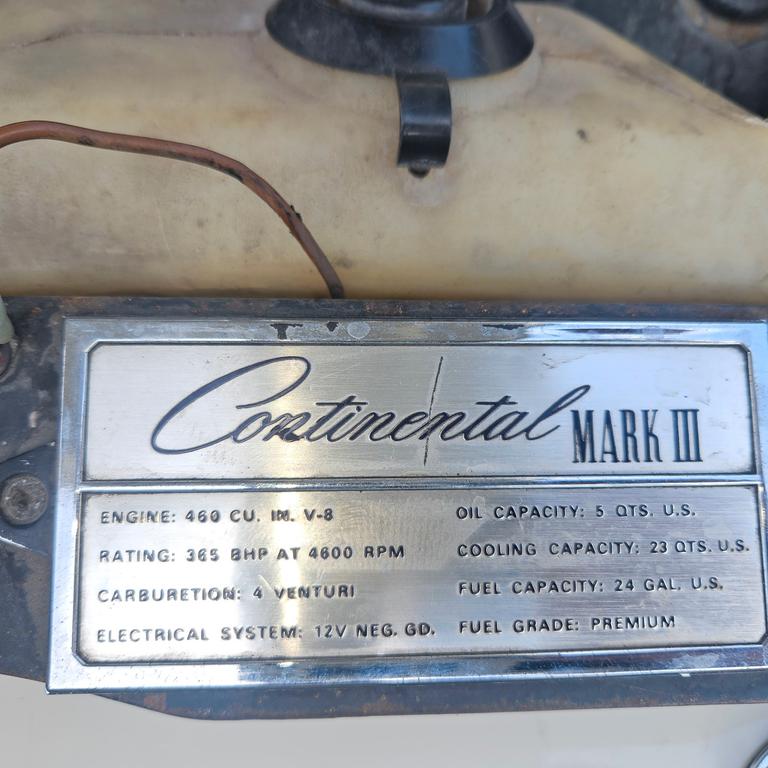 Continental MARK III
ENGINE: 460 CU. IN. V-8
RATING: 365 BHP AT 4600 RPM
CARBURETION: 4 VENTURI
ELECTRICAL SYSTEM: 12V NEG. GD.
OIL CAPACITY: 5 QTS. U.S.
COOLING CAPACITY: 23 QTS. U.S.
FUEL CAPACITY: 24 GAL. U.S.
FUEL GRADE: PREMIUM